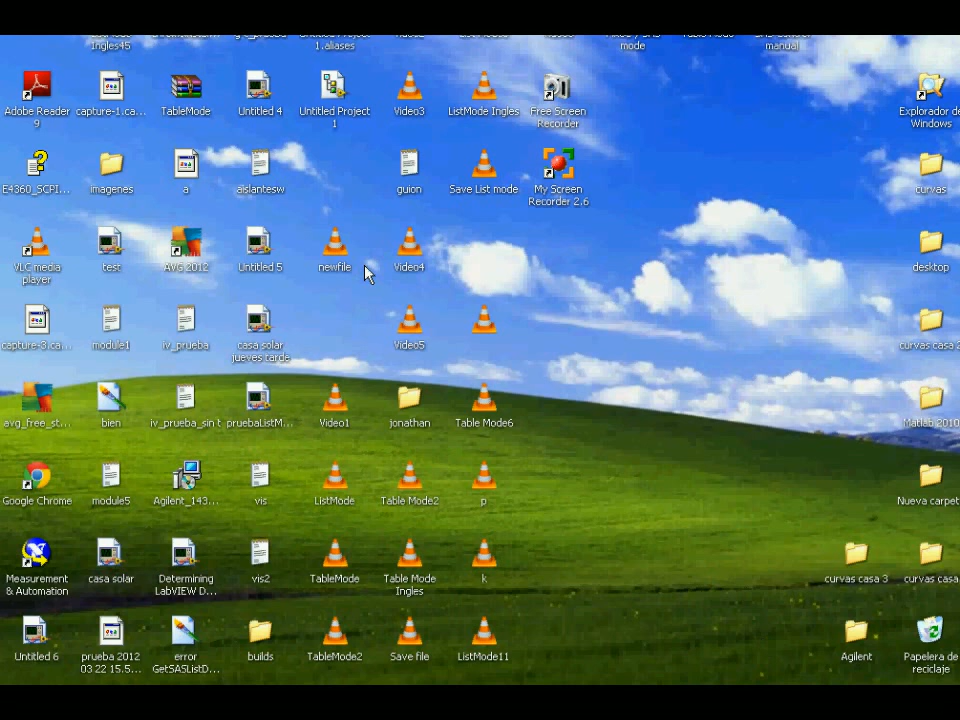 Ingles45
1.aliases
mode
manual
Adobe Reader
9
capture-1.ca...
TableMode
Untitled 4
Untitled Project
1
Video3
ListMode Ingles
Free Screen
Recorder
Explorador de
Windows
E4360_SCPI...
imagenes
a
aislantesw
guion
Save List mode
My Screen
Recorder 2.6
curvas
VLC media
player
test
AVG 2012
Untitled 5
newfile
Video4
desktop
capture-3.ca...
module1
iv_prueba
casa solar
jueves tarde
Video5
curvas casa 2
avg_free_st...
bien
iv_prueba_sin t
pruebaListM...
Video1
jonathan
Table Mode6
Matlab 2010
Google Chrome
module5
Agilent_143...
vis
ListMode
Table Mode2
p
Nueva carpet
Measurement
& Automation
casa solar
Determining
LabVIEW D...
vis2
TableMode
Table Mode
Ingles
k
curvas casa 3
curvas casa
Untitled 6
prueba 2012
03 22 15.5...
error
GetSASListD...
builds
TableMode2
Save file
ListMode11
Agilent
Papelera de
reciclaje